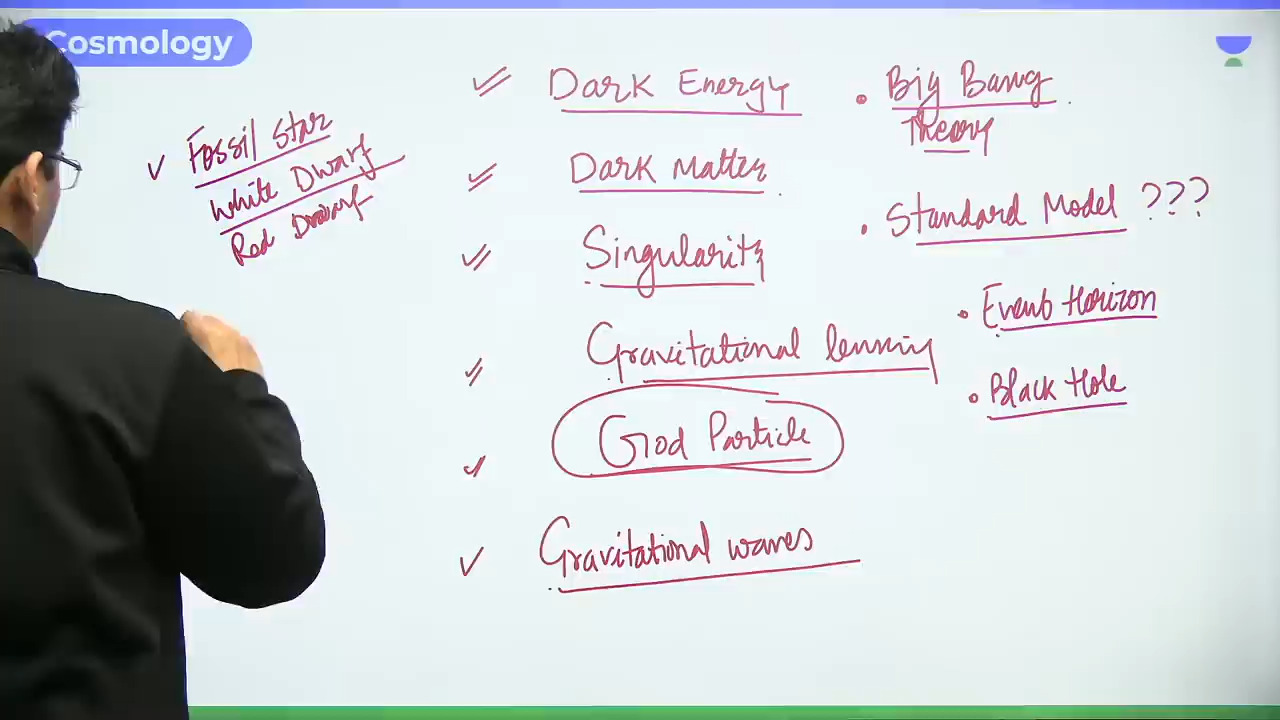 Cosmology
Fossil Star
White Dwarf
Red Dwarf
Dark Energy
Dark Matter
Singularity
Gravitational lensing
God Particle
Gravitational waves
Big Bang
Theory
Standard Model ???
Event Horizon
Black Hole